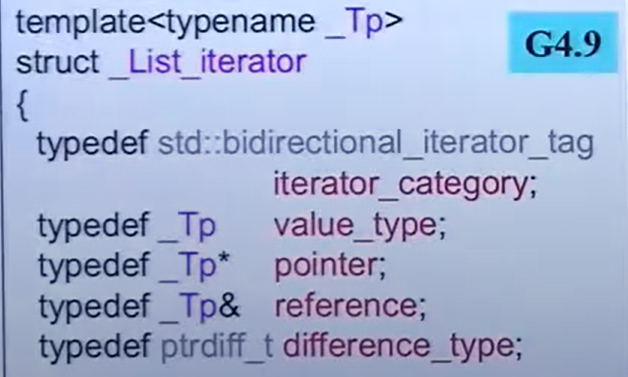 template<typename _Tp>
G4.9
struct _List_iterator
{
typedef std::bidirectional_iterator_tag
iterator_category;
typedef _Tp value_type;
typedef _Tp* pointer;
typedef _Tp& reference;
typedef ptrdiff_t difference_type;